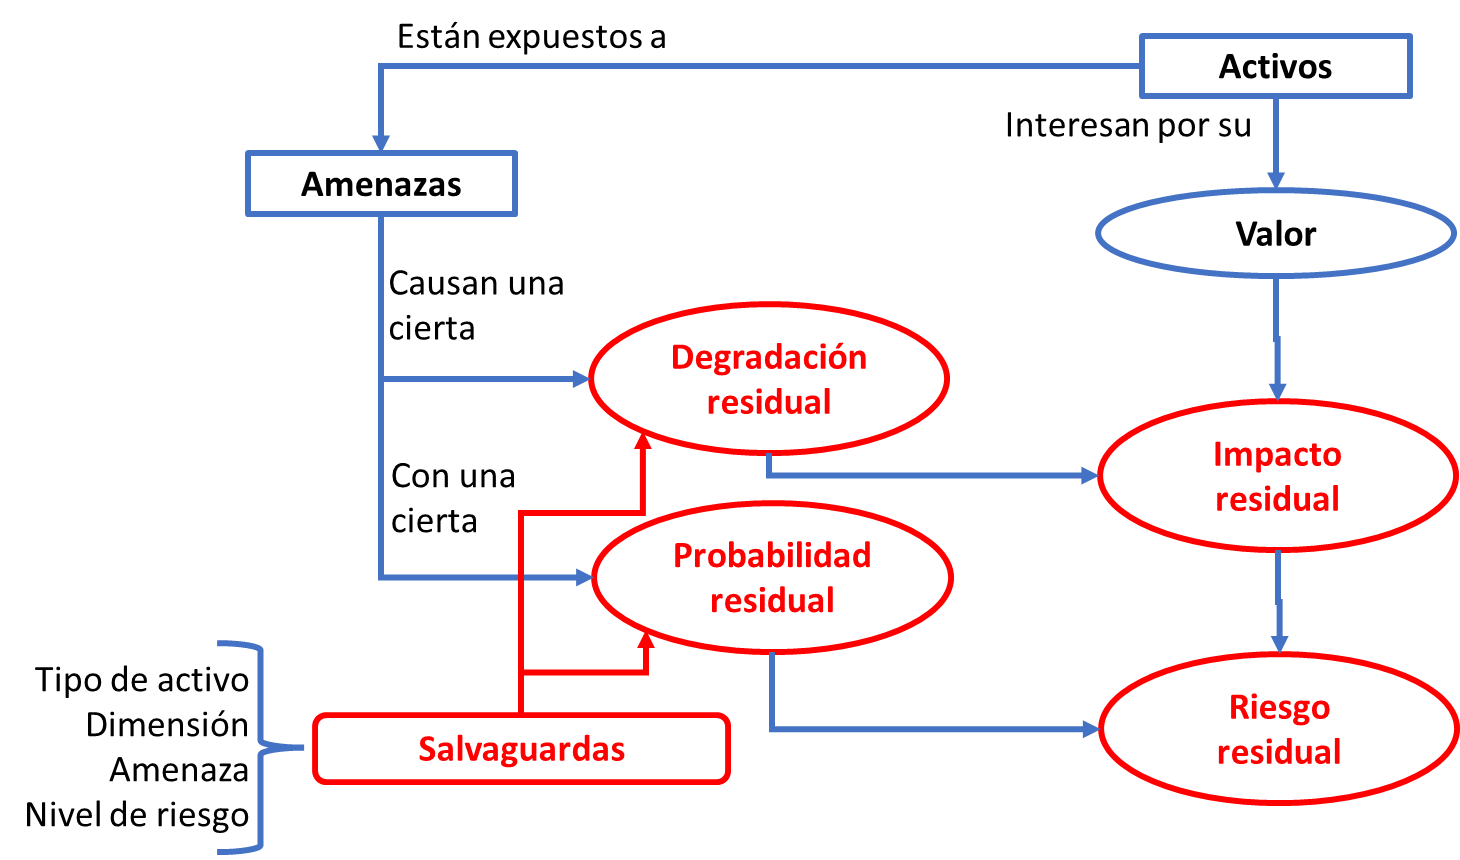 Están expuestos a
Activos
Interesan por su
Amenazas
Valor
Causan una
cierta
Degradación
residual
Con una
cierta
Impacto
residual
Probabilidad
residual
Tipo de activo
Dimensión
Amenaza
Nivel de riesgo
Salvaguardas
Riesgo
residual